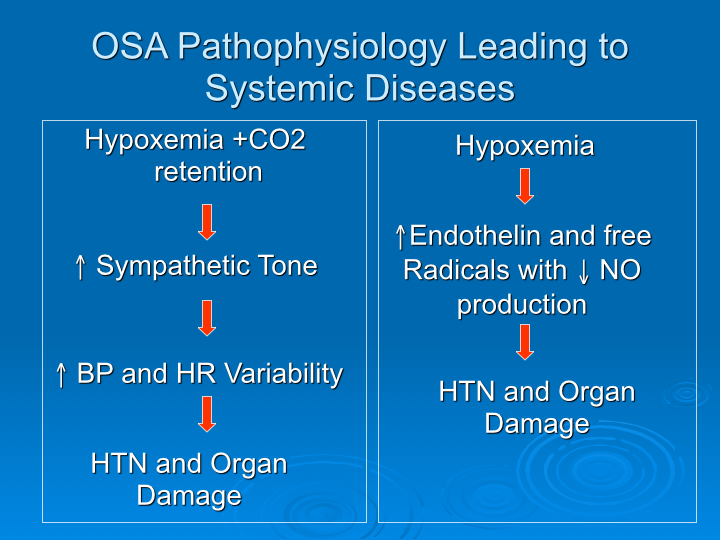 OSA Pathophysiology Leading to
Systemic Diseases
Hypoxemia +CO2
retention
↑ Sympathetic Tone
↑ BP and HR Variability
HTN and Organ
Damage
Hypoxemia
↑Endothelin and free
Radicals with ↓ NO
production
HTN and Organ
Damage